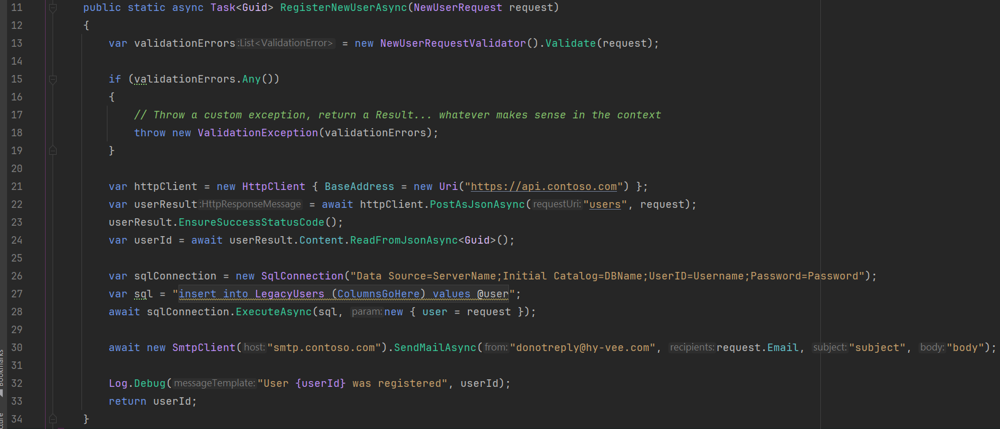 11 public static async Task<Guid> RegisterNewUserAsync(NewUserRequest request)
12 {
13 var validationErrors :List<ValidationError> = new NewUserRequestValidator().Validate(request);
14
15 if (validationErrors.Any())
16 {
17 // Throw a custom exception, return a Result... whatever makes sense in the context
18 throw new ValidationException(validationErrors);
19 }
20
21 var httpClient = new HttpClient { BaseAddress = new Uri("https://api.contoso.com") };
22 var userResult :HttpResponseMessage = await httpClient.PostAsJsonAsync( requestUri: "users", request);
23 userResult.EnsureSuccessStatusCode();
24 var userId = await userResult.Content.ReadFromJsonAsync<Guid>();
25
26 var sqlConnection = new SqlConnection("Data Source=ServerName;Initial Catalog=DBName;UserID=Username;Password=Password");
27 var sql = "insert into LegacyUsers (ColumnsGoHere) values @user";
28 await sqlConnection.ExecuteAsync(sql, param: new { user = request });
29
30 await new SmtpClient( host: "smtp.contoso.com").SendMailAsync( from: "donotreply@hy-vee.com", recipients: request.Email, subject: "subject", body: "body");
31
32 Log.Debug( messageTemplate: "User {userId} was registered", userId);
33 return userId;
34 }
Bookmarks